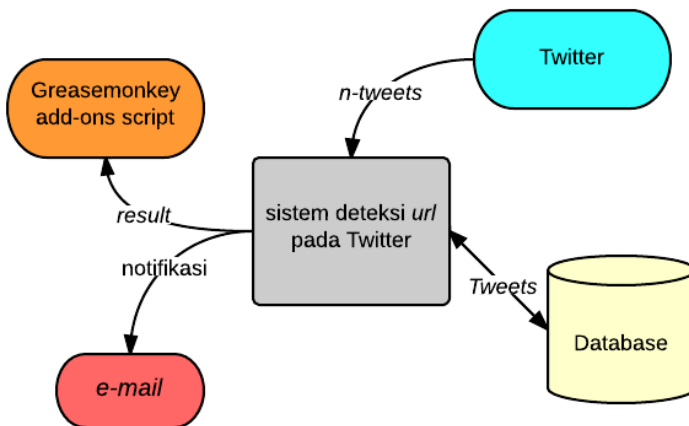 Twitter
Greasemonkey
add-ons script
n-tweets
sistem deteksi url
pada Twitter
result
notifikasi
Tweets
Database
e-mail